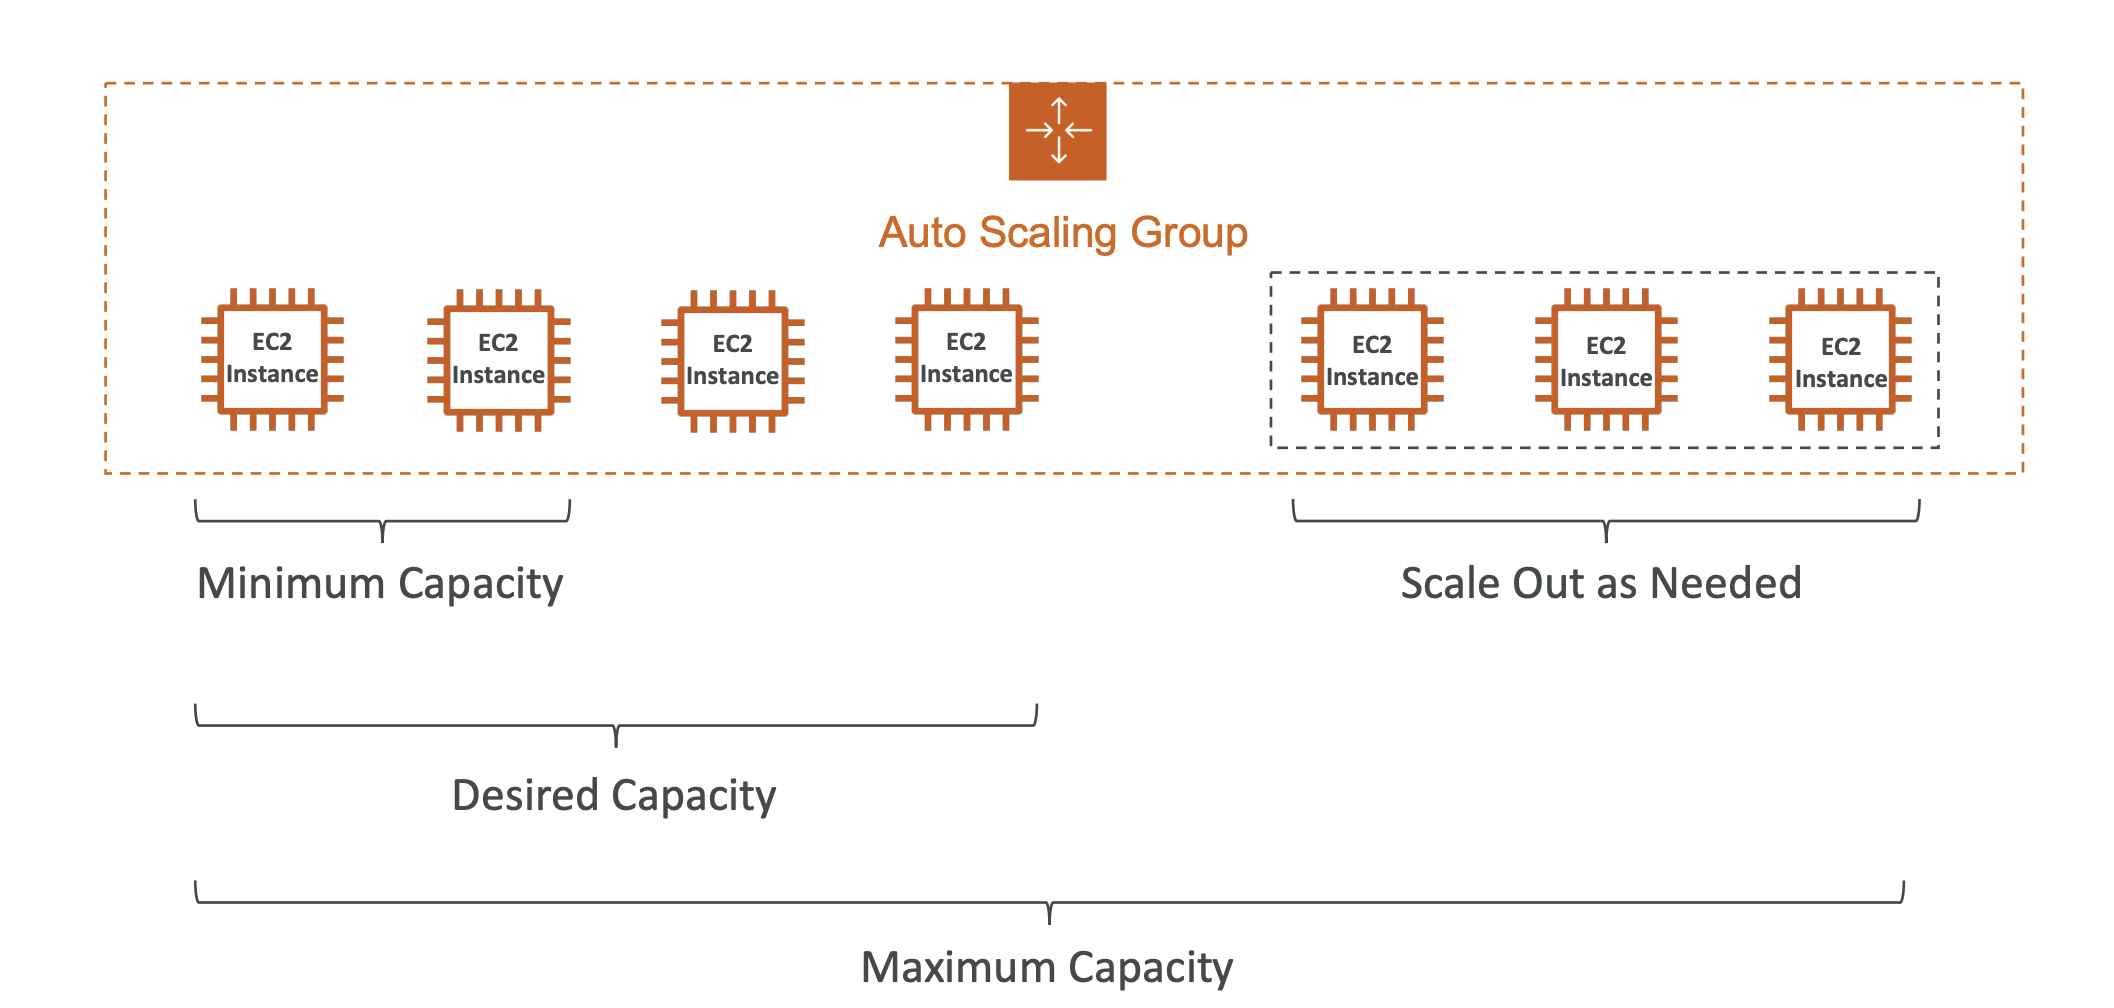 Auto Scaling Group
EC2
Instance
EC2
Instance
EC2
Instance
EC2
Instance
EC2
Instance
EC2
Instance
EC2
Instance
Minimum Capacity
Scale Out as Needed
Desired Capacity
Maximum Capacity